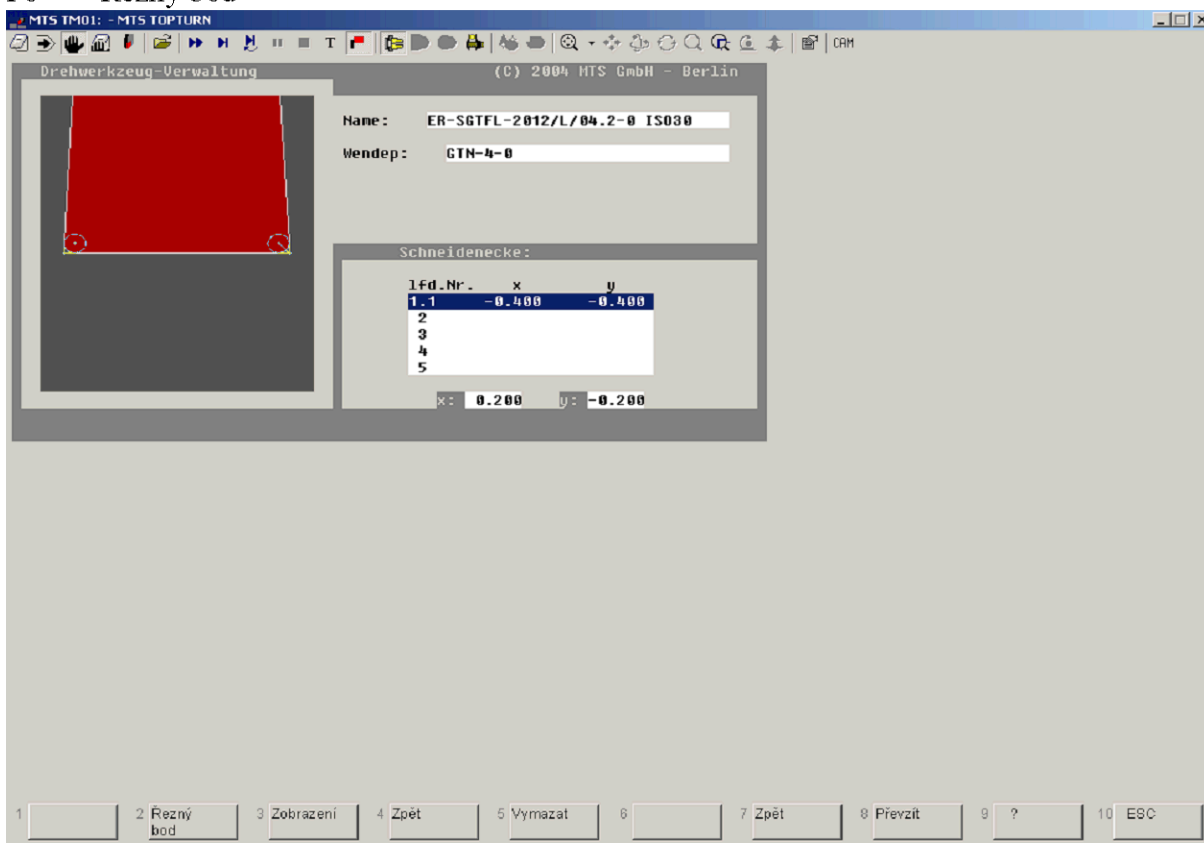 MTS TM01: - MTS TOPTURN
T CAM
Drehwerkzeug-Verwaltung (C) 2004 MTS GmbH - Berlin
Name: ER-SGTFL-2012/L/04.2-0 ISO30
Wendep: GTN-4-0
Schneidenecke:
lfd.Nr. x y
1.1 -0.400 -0.400
2
3
4
5
x: 0.200 y: -0.200
1 2 Řezný bod 3 Zobrazení 4 Zpět 5 Vymazat 6 7 Zpět 8 Převzít 9 ? 10 ESC